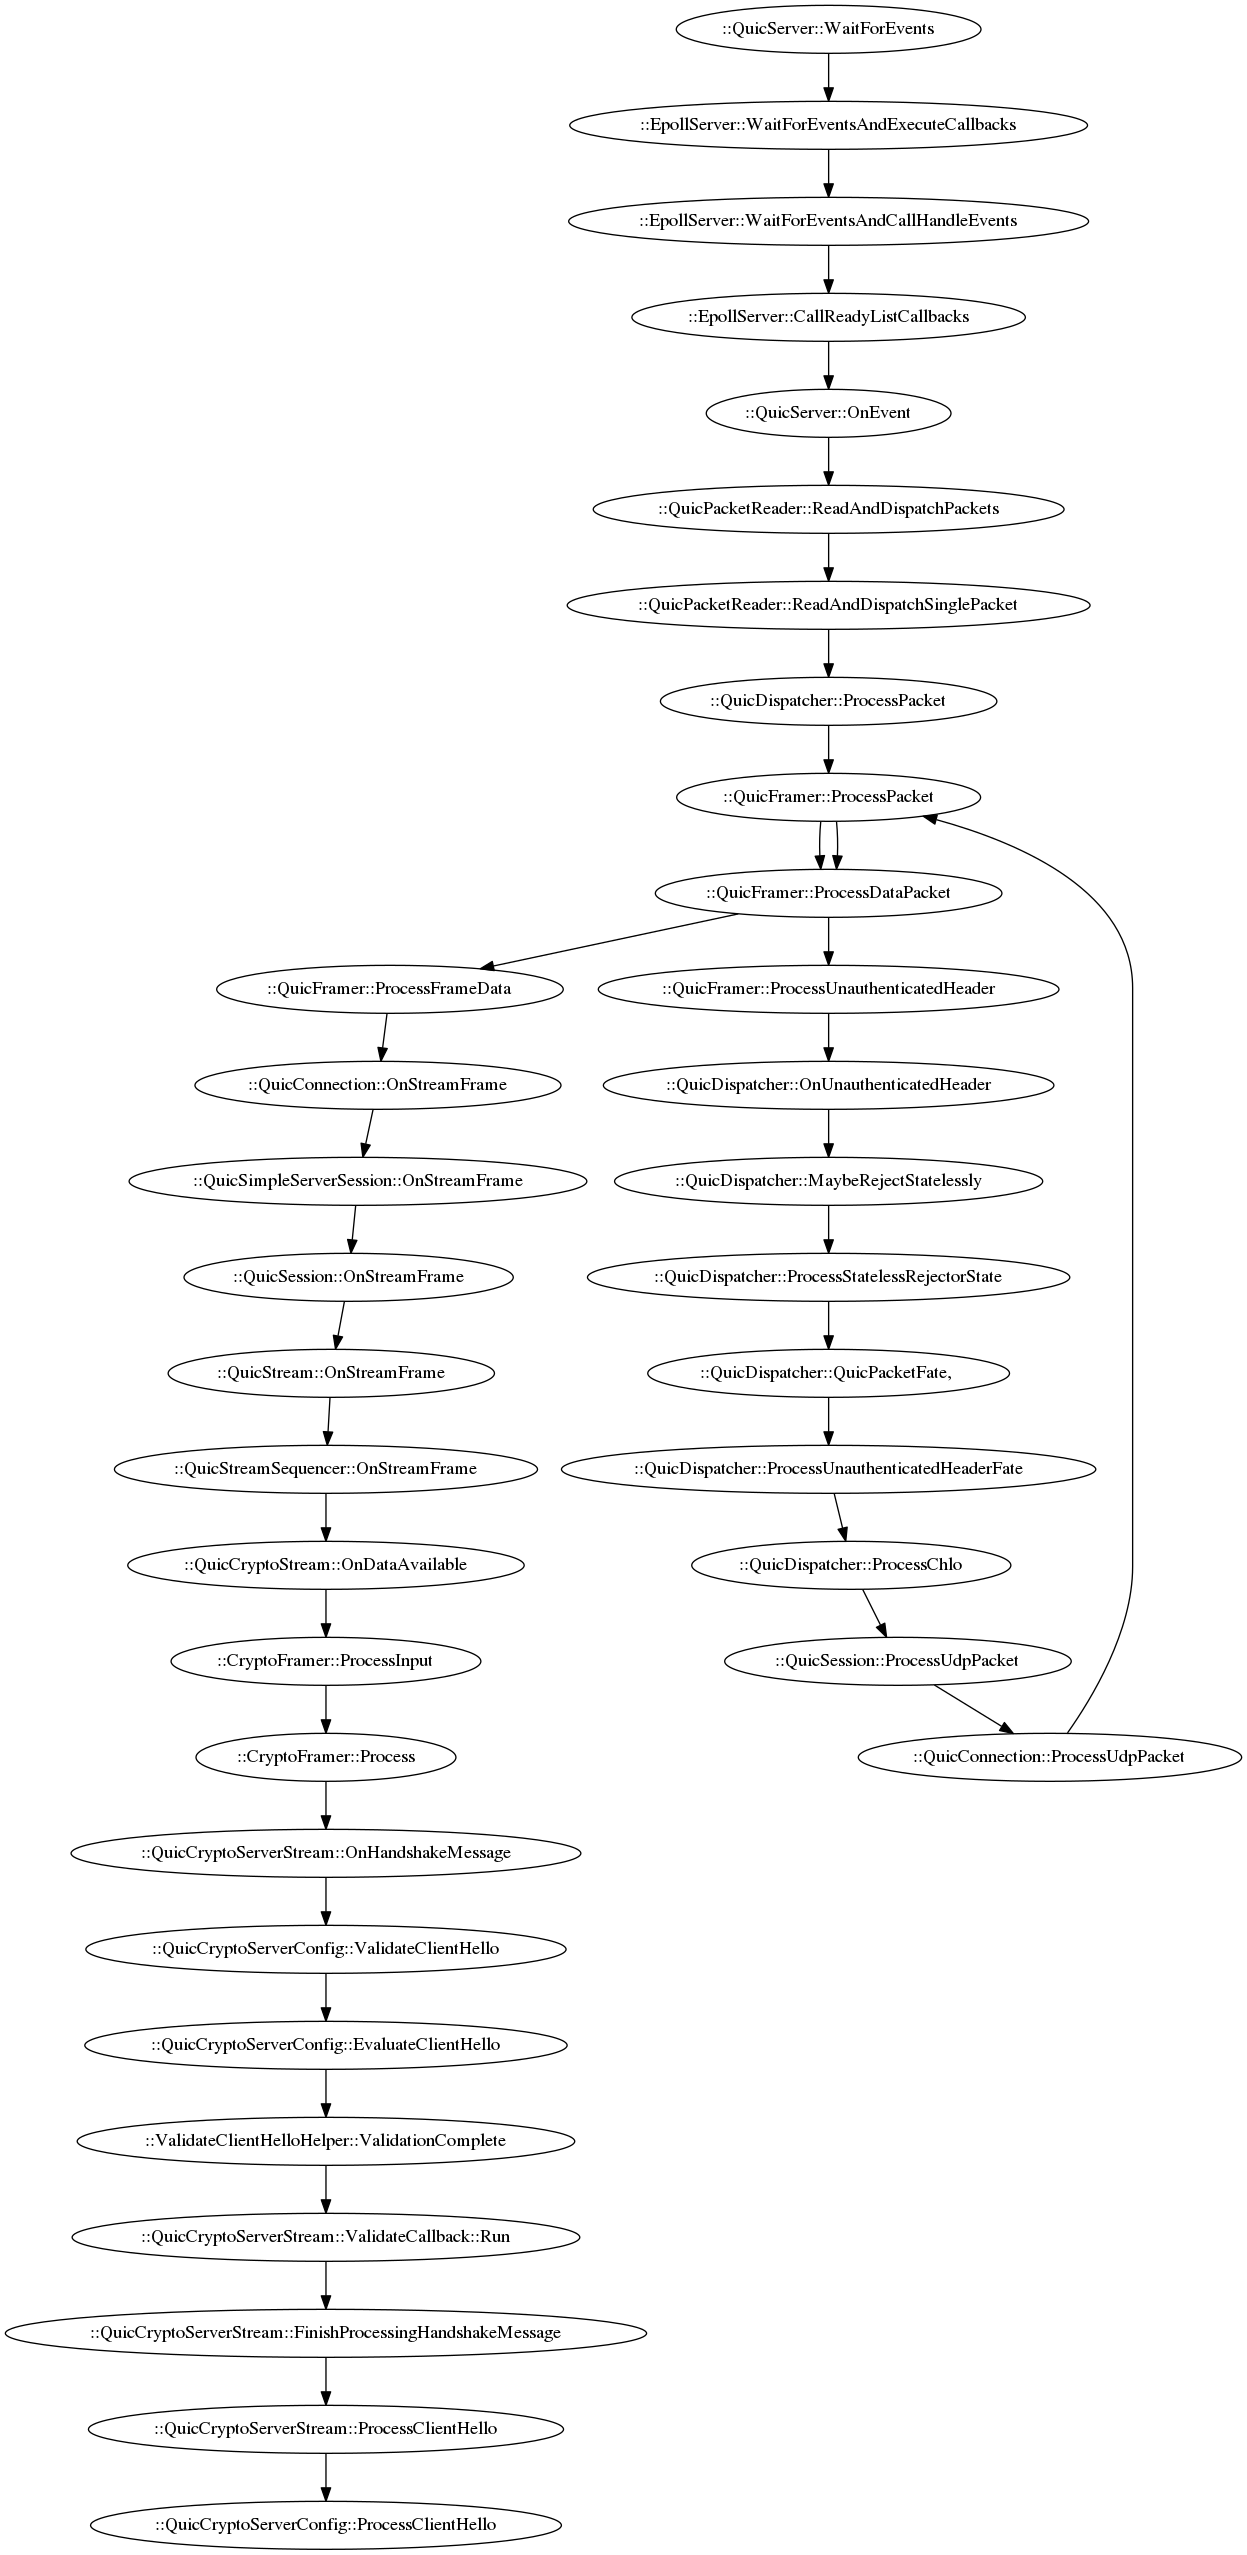 ::QuicServer::WaitForEvents
::EpollServer::WaitForEventsAndExecuteCallbacks
::EpollServer::WaitForEventsAndCallHandleEvents
::EpollServer::CallReadyListCallbacks
::QuicServer::OnEvent
::QuicPacketReader::ReadAndDispatchPackets
::QuicPacketReader::ReadAndDispatchSinglePacket
::QuicDispatcher::ProcessPacket
::QuicFramer::ProcessPacket
::QuicFramer::ProcessDataPacket
::QuicFramer::ProcessFrameData
::QuicFramer::ProcessUnauthenticatedHeader
::QuicConnection::OnStreamFrame
::QuicDispatcher::OnUnauthenticatedHeader
::QuicSimpleServerSession::OnStreamFrame
::QuicDispatcher::MaybeRejectStatelessly
::QuicSession::OnStreamFrame
::QuicDispatcher::ProcessStatelessRejectorState
::QuicStream::OnStreamFrame
::QuicDispatcher::QuicPacketFate,
::QuicStreamSequencer::OnStreamFrame
::QuicDispatcher::ProcessUnauthenticatedHeaderFate
::QuicCryptoStream::OnDataAvailable
::QuicDispatcher::ProcessChlo
::CryptoFramer::ProcessInput
::QuicSession::ProcessUdpPacket
::CryptoFramer::Process
::QuicConnection::ProcessUdpPacket
::QuicCryptoServerStream::OnHandshakeMessage
::QuicCryptoServerConfig::ValidateClientHello
::QuicCryptoServerConfig::EvaluateClientHello
::ValidateClientHelloHelper::ValidationComplete
::QuicCryptoServerStream::ValidateCallback::Run
::QuicCryptoServerStream::FinishProcessingHandshakeMessage
::QuicCryptoServerStream::ProcessClientHello
::QuicCryptoServerConfig::ProcessClientHello